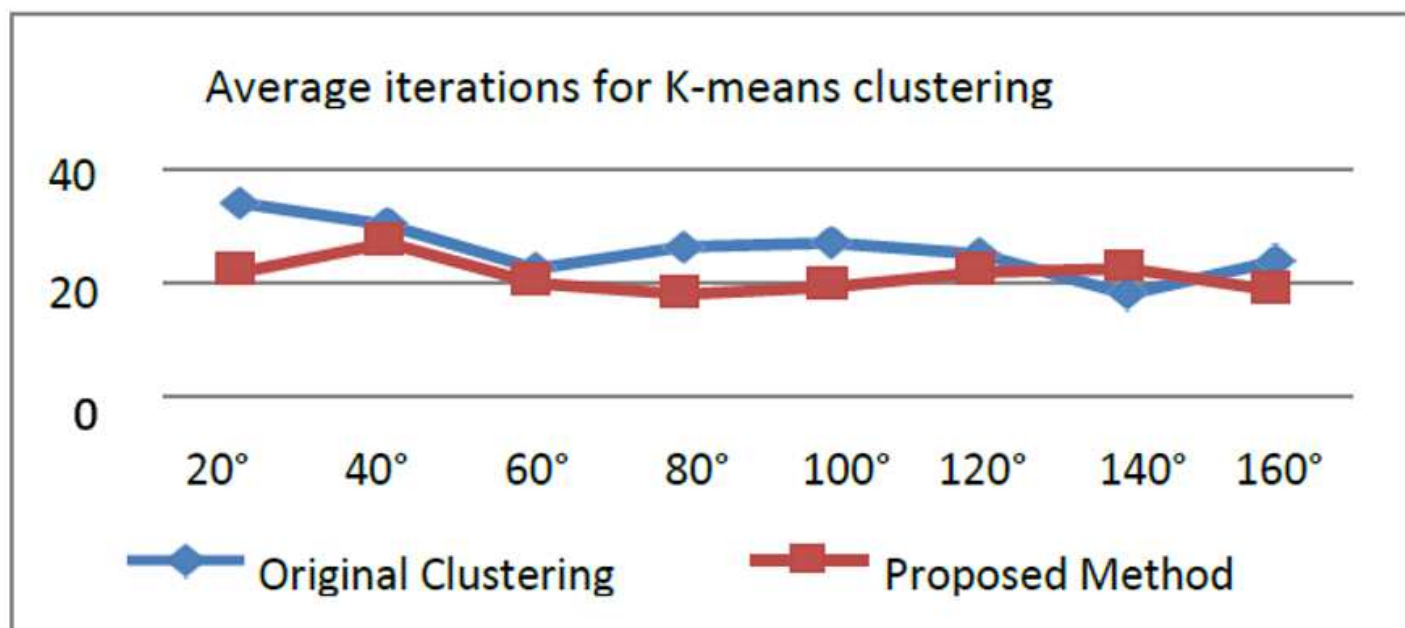 Average iterations for K-means clustering
40
20
0
20° 40° 60° 80° 100° 120° 140° 160°
Original Clustering Proposed Method